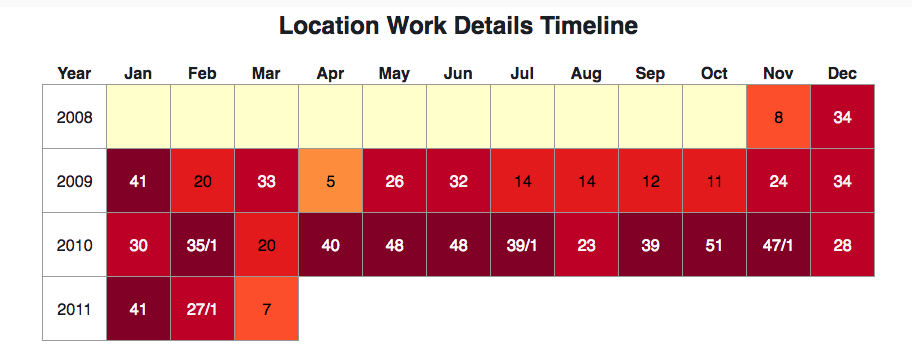 Location Work Details Timeline
Year Jan Feb Mar Apr May Jun Jul Aug Sep Oct Nov Dec
2008 8 34
2009 41 20 33 5 26 32 14 14 12 11 24 34
2010 30 35/1 20 40 48 48 39/1 23 39 51 47/1 28
2011 41 27/1 7